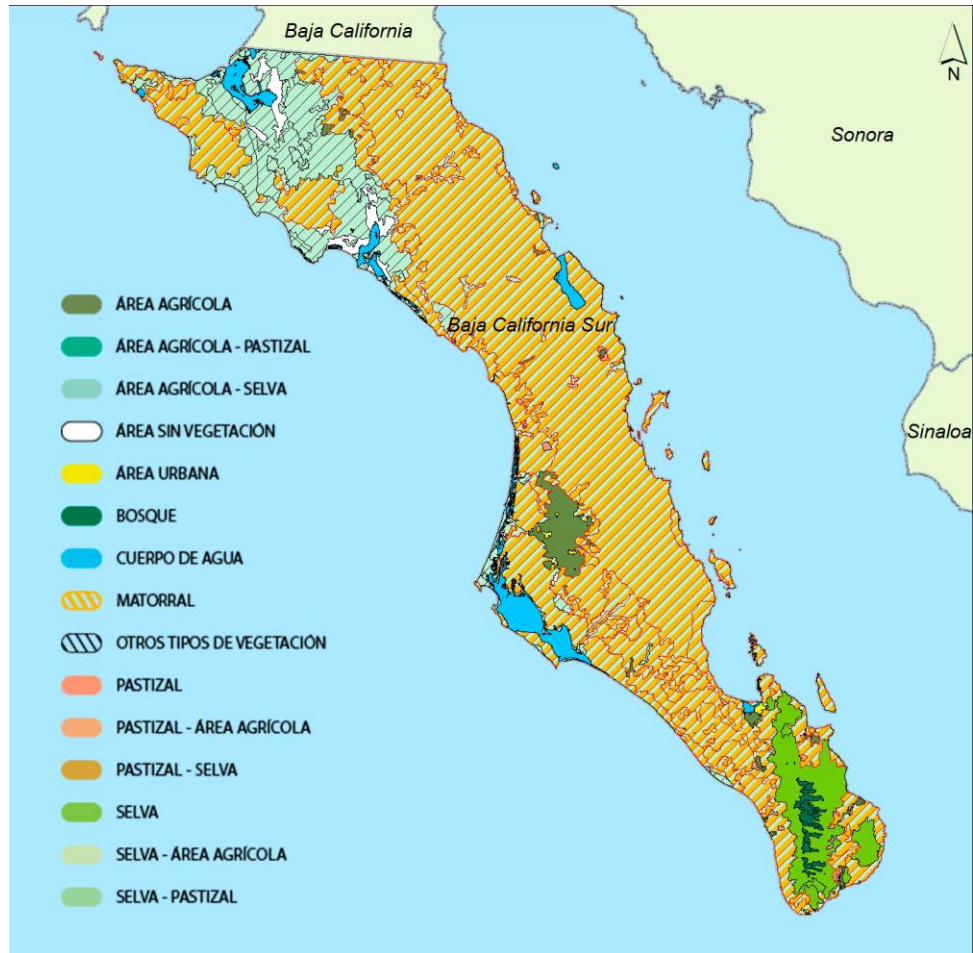 Baja California
N
Sonora
Sinaloa
Baja California Sur
ÁREA AGRÍCOLA
ÁREA AGRÍCOLA - PASTIZAL
ÁREA AGRÍCOLA - SELVA
ÁREA SIN VEGETACIÓN
ÁREA URBANA
BOSQUE
CUERPO DE AGUA
MATORRAL
OTROS TIPOS DE VEGETACIÓN
PASTIZAL
PASTIZAL - ÁREA AGRÍCOLA
PASTIZAL - SELVA
SELVA
SELVA - ÁREA AGRÍCOLA
SELVA - PASTIZAL